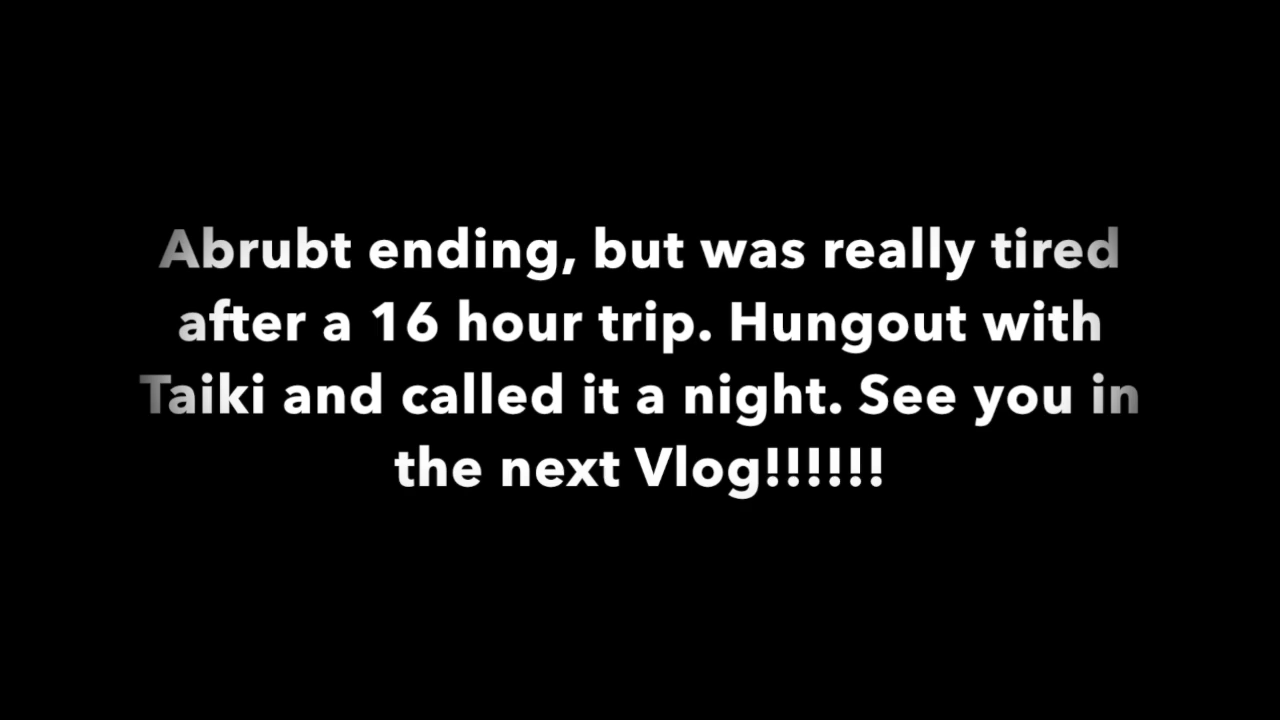 Abrubt ending, but was really tired
after a 16 hour trip. Hungout with
Taiki and called it a night. See you in
the next Vlog!!!!!!